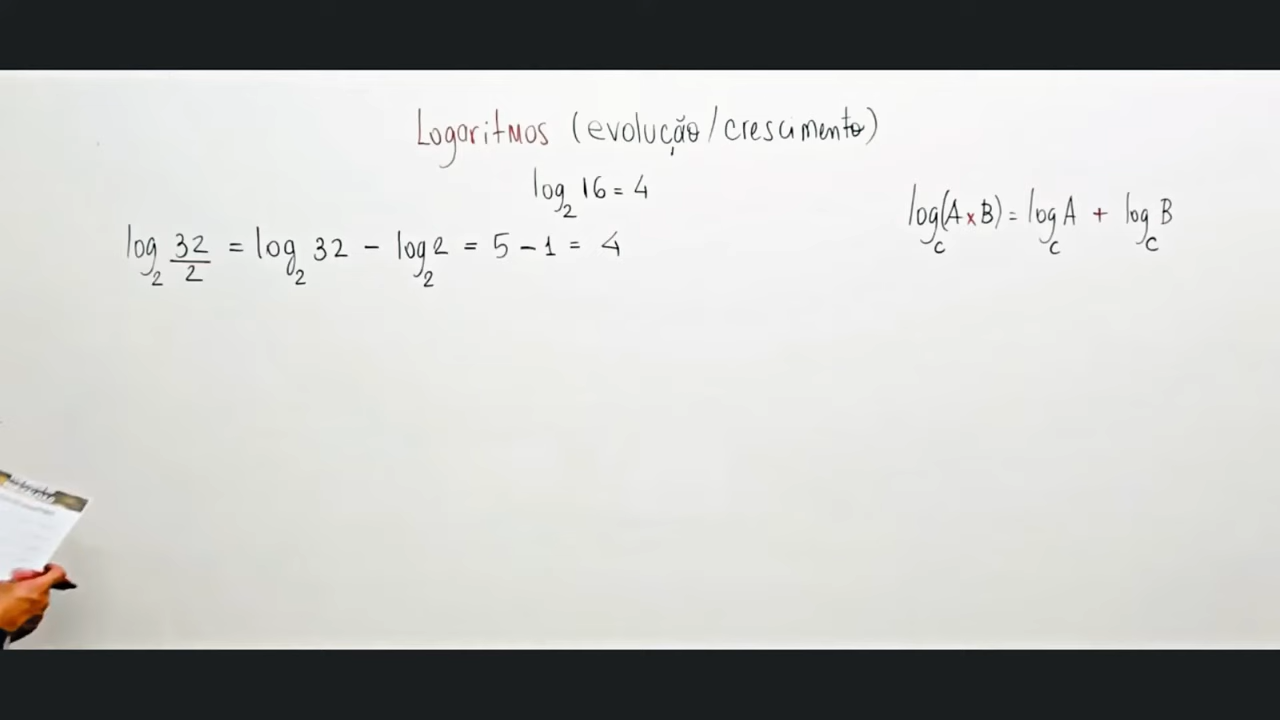 Logaritmos (evolução/crescimento)
log₂ 16 = 4
log_c(A x B) = log_c A + log_c B
log₂ 32/2 = log₂ 32 - log₂ 2 = 5 - 1 = 4